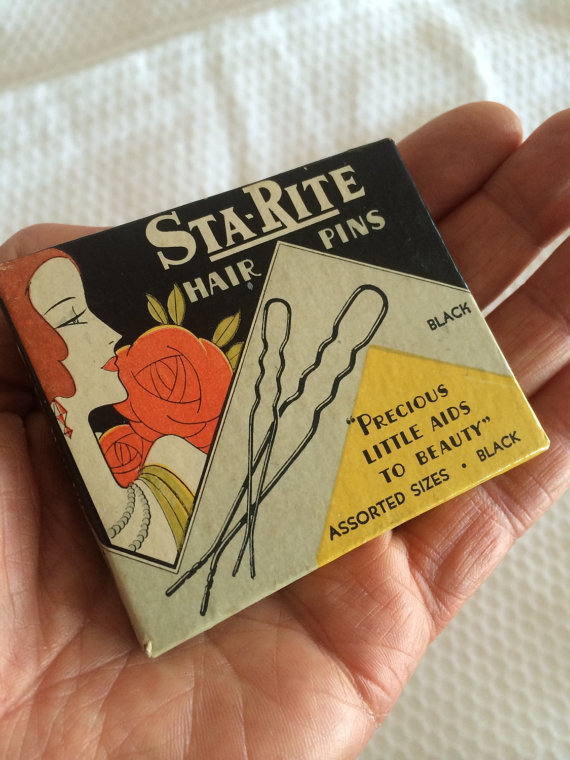 STA-RITE
HAIR PINS
BLACK
"PRECIOUS
LITTLE AIDS
TO BEAUTY"
ASSORTED SIZES • BLACK